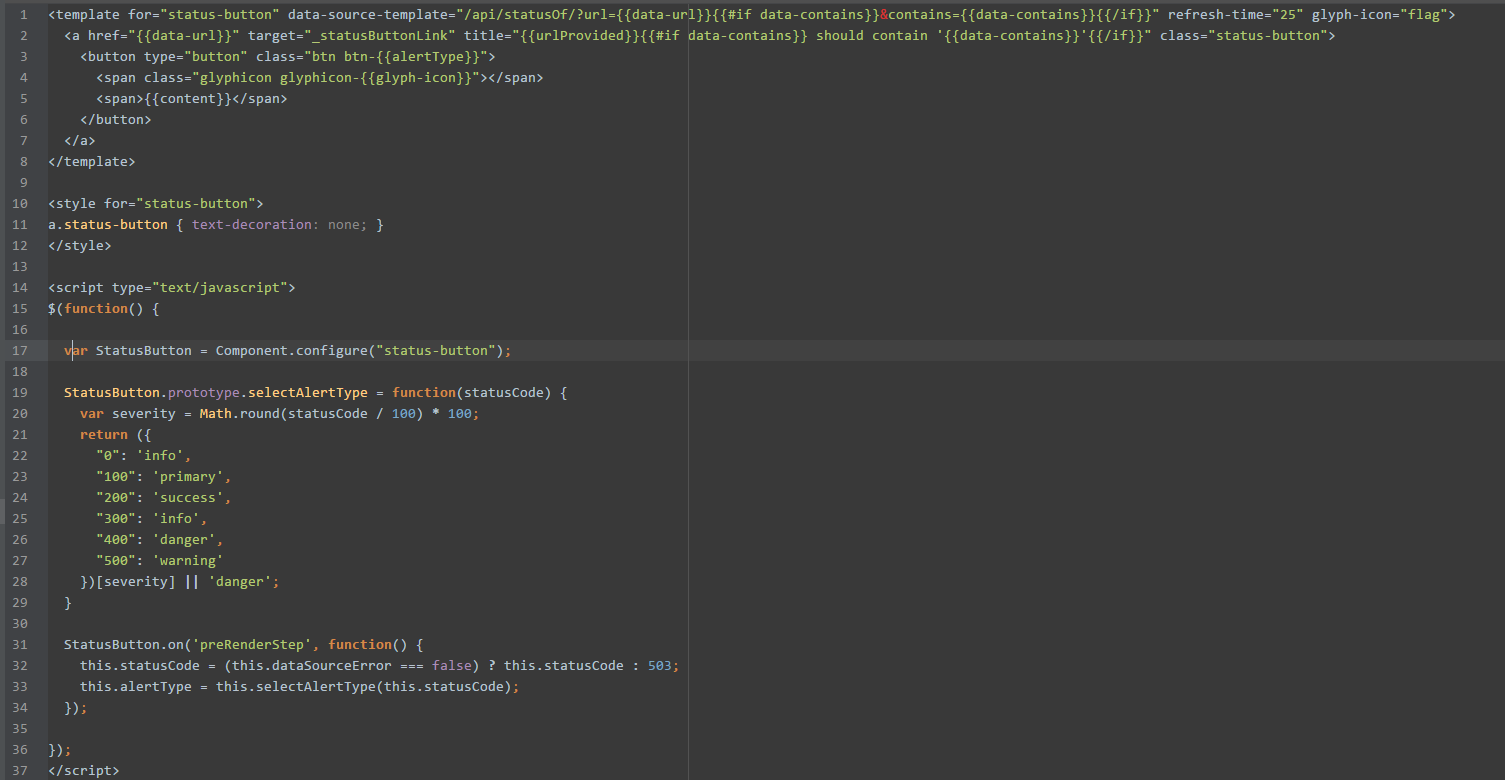 1 <template for="status-button" data-source-template="/api/statusOf/?url={{data-url}}{{#if data-contains}}&contains={{data-contains}}{{/if}}" refresh-time="25" glyph-icon="flag">
2   <a href="{{data-url}}" target="_statusButtonLink" title="{{urlProvided}}{{#if data-contains}} should contain '{{data-contains}}'{{/if}}" class="status-button">
3     <button type="button" class="btn btn-{{alertType}}">
4       <span class="glyphicon glyphicon-{{glyph-icon}}"></span>
5       <span>{{content}}</span>
6     </button>
7   </a>
8 </template>
9
10 <style for="status-button">
11 a.status-button { text-decoration: none; }
12 </style>
13
14 <script type="text/javascript">
15 $(function() {
16
17   var StatusButton = Component.configure("status-button");
18
19   StatusButton.prototype.selectAlertType = function(statusCode) {
20     var severity = Math.round(statusCode / 100) * 100;
21     return ({
22       "0": 'info',
23       "100": 'primary',
24       "200": 'success',
25       "300": 'info',
26       "400": 'danger',
27       "500": 'warning'
28     })[severity] || 'danger';
29   }
30
31   StatusButton.on('preRenderStep', function() {
32     this.statusCode = (this.dataSourceError === false) ? this.statusCode : 503;
33     this.alertType = this.selectAlertType(this.statusCode);
34   });
35
36 });
37 </script>